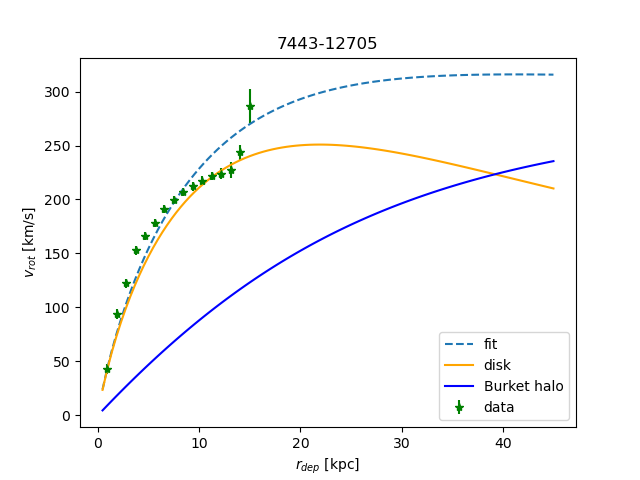 7443-12705
300
250
200
150
100
50
0
v_rot [km/s]
fit
disk
Burket halo
data
0 10 20 30 40
r_dep [kpc]